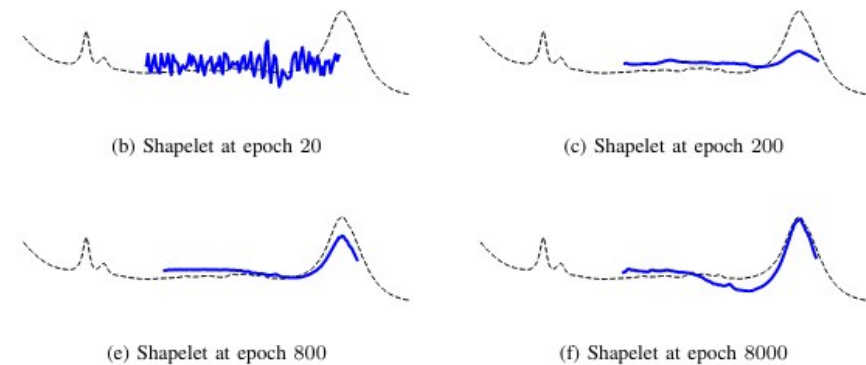 (b) Shapelet at epoch 20
(c) Shapelet at epoch 200
(e) Shapelet at epoch 800
(f) Shapelet at epoch 8000